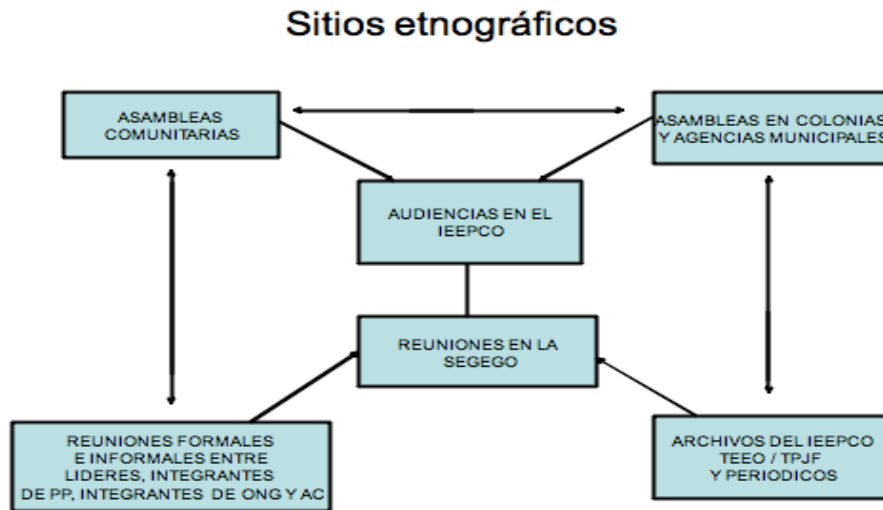 Sitios etnográficos
ASAMBLEAS
COMUNITARIAS
ASAMBLEAS EN COLONIAS
Y AGENCIAS MUNICIPALES
AUDIENCIAS EN EL
IEEPCO
REUNIONES EN LA
SEGEGO
REUNIONES FORMALES
E INFORMALES ENTRE
LIDERES, INTEGRANTES
DE PP, INTEGRANTES DE ONG Y AC
ARCHIVOS DEL IEEPCO
TEEO / TPJF
Y PERIODICOS